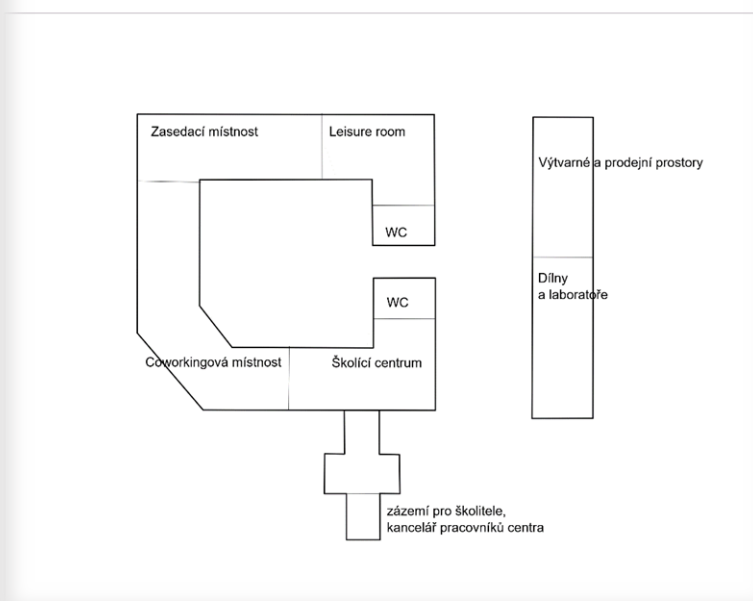 Zasedací místnost
Leisure room
Výtvarné a prodejní prostory
WC
Dílny
a laboratoře
WC
Coworkingová místnost
Školící centrum
zázemí pro školitele,
kancelář pracovníků centra